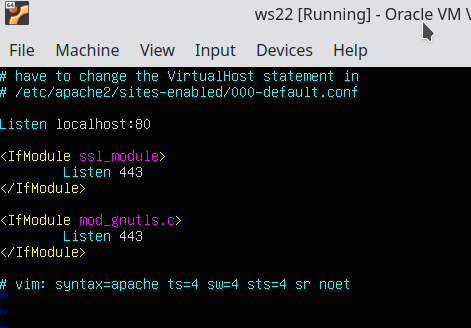 64
ws22 [Running] - Oracle VM
File Machine View Input Devices Help
# have to change the VirtualHost statement in
# /etc/apache2/sites-enabled/000-default.conf
Listen localhost:80
<IfModule ssl_module>
Listen 443
</IfModule>
<IfModule mod_gnutls.c>
Listen 443
</IfModule>
# vim: syntax=apache ts=4 sw=4 sts=4 sr noet
~
~
~